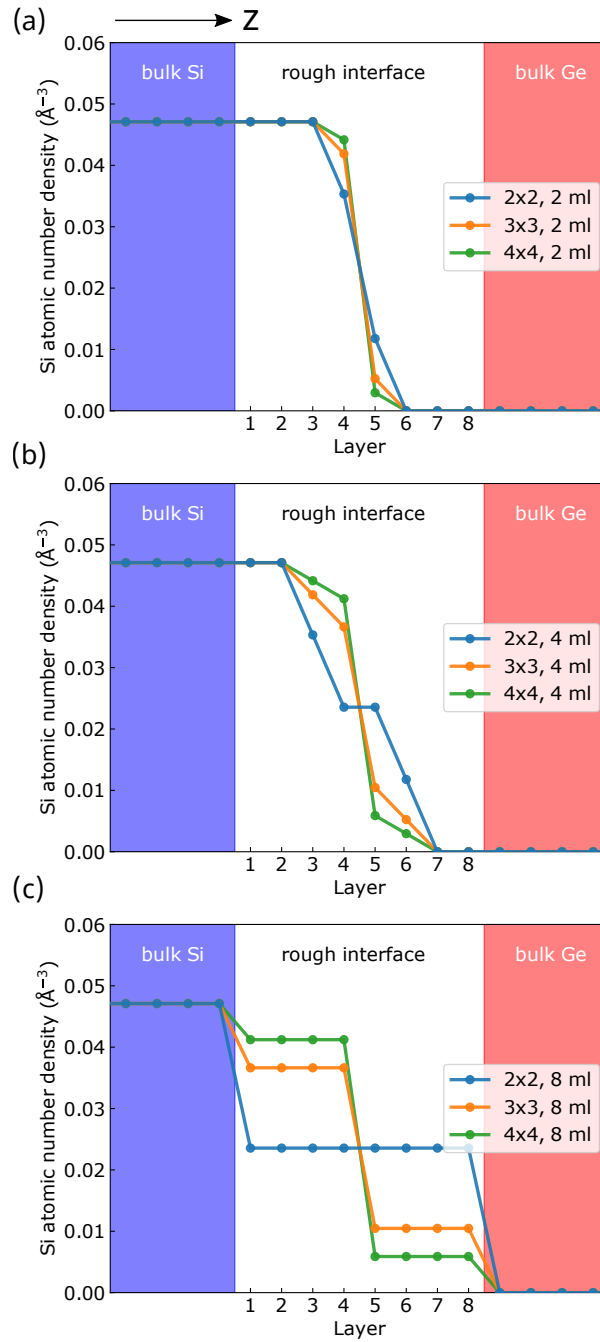 (a)
Z
0.06
0.05
0.04
0.03
0.02
0.01
0.00
Si atomic number density (Å⁻³)
bulk Si
rough interface
bulk Ge
2x2, 2 ml
3x3, 2 ml
4x4, 2 ml
1 2 3 4 5 6 7 8
Layer
(b)
0.06
0.05
0.04
0.03
0.02
0.01
0.00
Si atomic number density (Å⁻³)
bulk Si
rough interface
bulk Ge
2x2, 4 ml
3x3, 4 ml
4x4, 4 ml
1 2 3 4 5 6 7 8
Layer
(c)
0.06
0.05
0.04
0.03
0.02
0.01
0.00
Si atomic number density (Å⁻³)
bulk Si
rough interface
bulk Ge
2x2, 8 ml
3x3, 8 ml
4x4, 8 ml
1 2 3 4 5 6 7 8
Layer